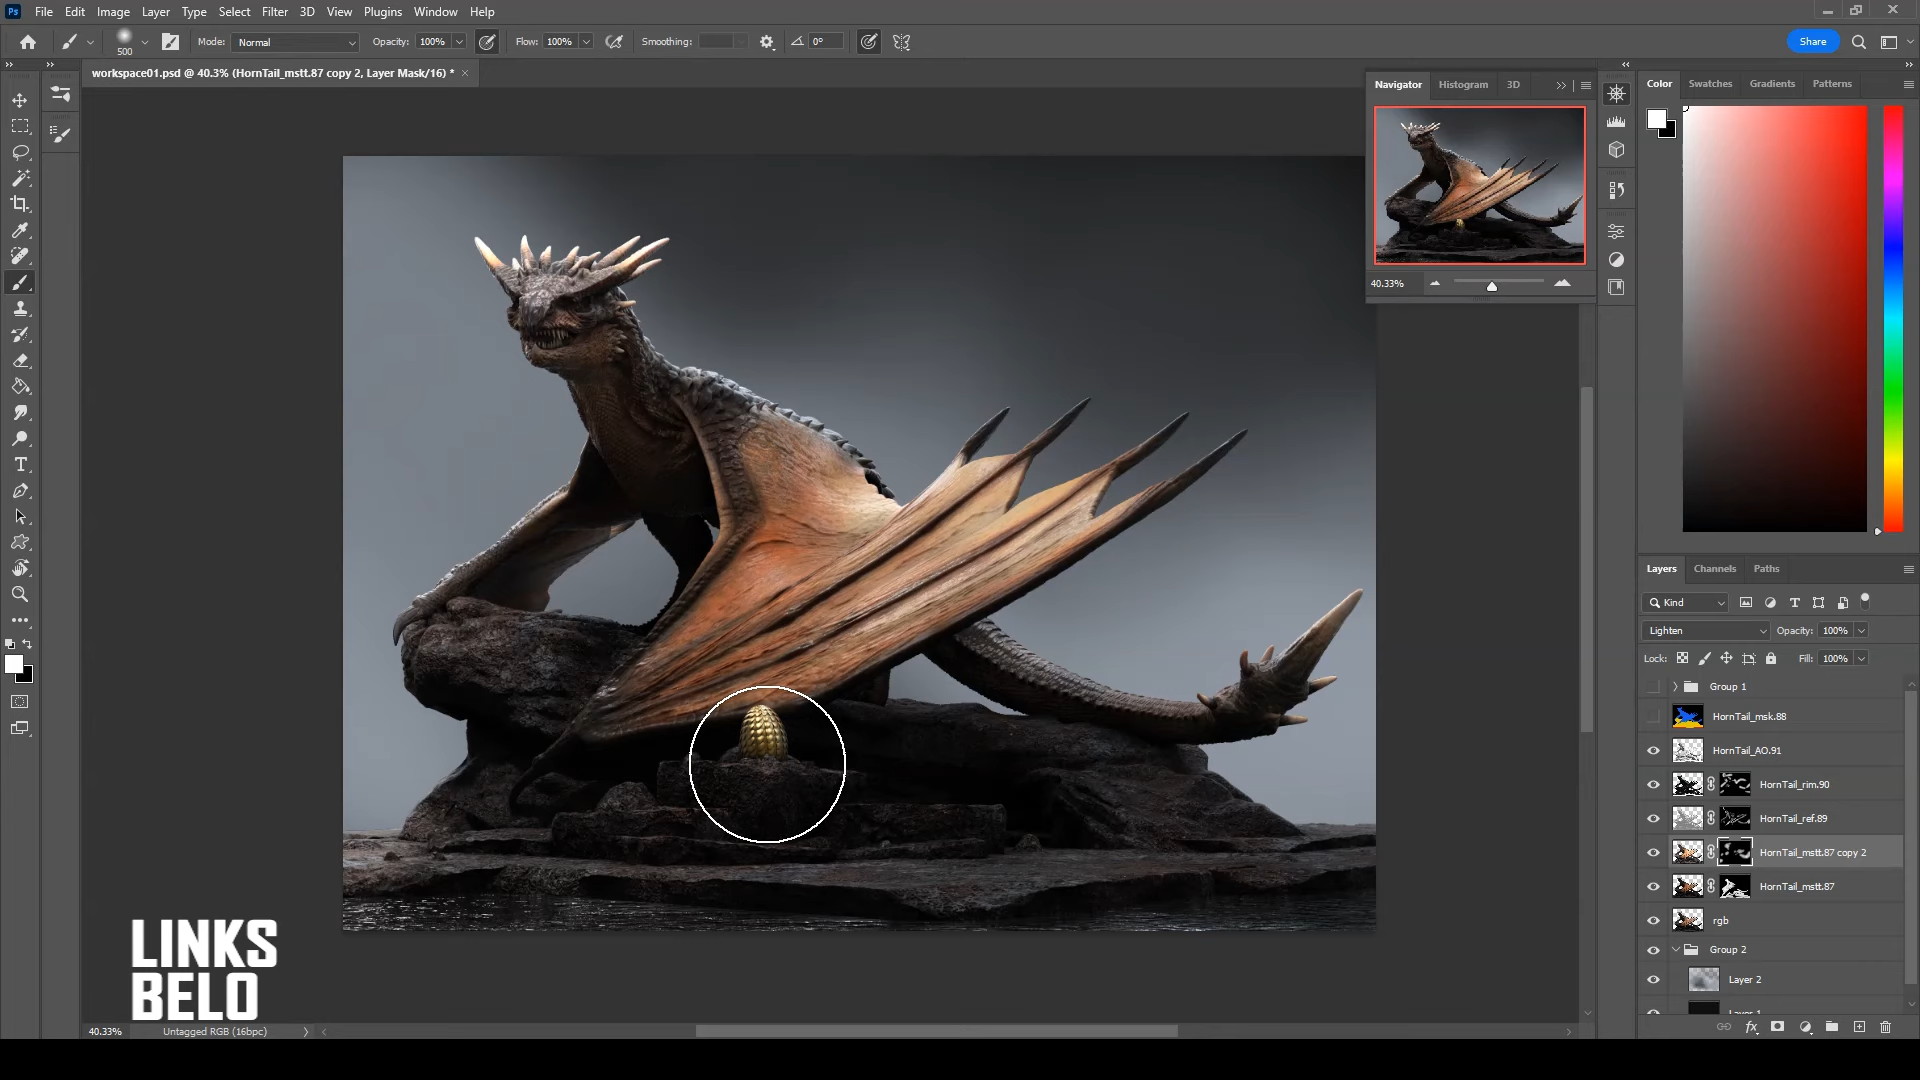 Ps File Edit Image Layer Type Select Filter 3D View Plugins Window Help
500 Mode: Normal Opacity: 100% Flow: 100% Smoothing: 0° Share
workspace01.psd @ 40.3% (HornTail_mstt.87 copy 2, Layer Mask/16) * ×
Navigator Histogram 3D
40.33%
Color Swatches Gradients Patterns
Layers Channels Paths
Kind
Lighten Opacity: 100%
Lock: Fill: 100%
Group 1
HornTail_msk.88
HornTail_AO.91
HornTail_rim.90
HornTail_ref.89
HornTail_mstt.87 copy 2
HornTail_mstt.87
rgb
Group 2
Layer 2
Layer 1
LINKS
BELO
40.33% Untagged RGB (16bpc)